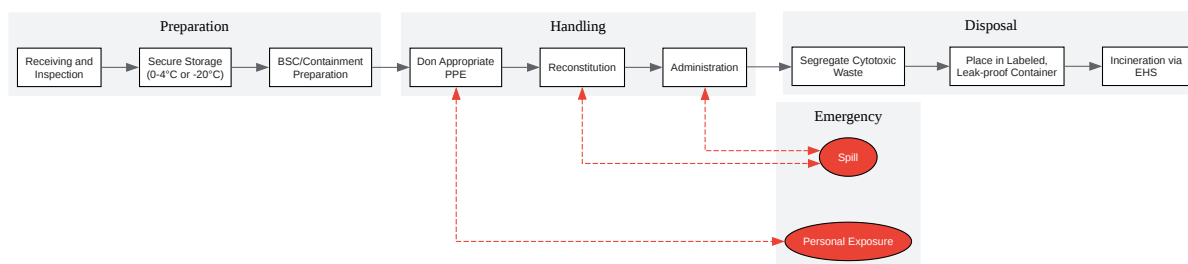 Preparation
Receiving and
Inspection
Secure Storage
(0-4°C or -20°C)
BSC/Containment
Preparation
Handling
Don Appropriate
PPE
Reconstitution
Administration
Disposal
Segregate Cytotoxic
Waste
Place in Labeled,
Leak-proof Container
Incineration via
EHS
Emergency
Spill
Personal Exposure